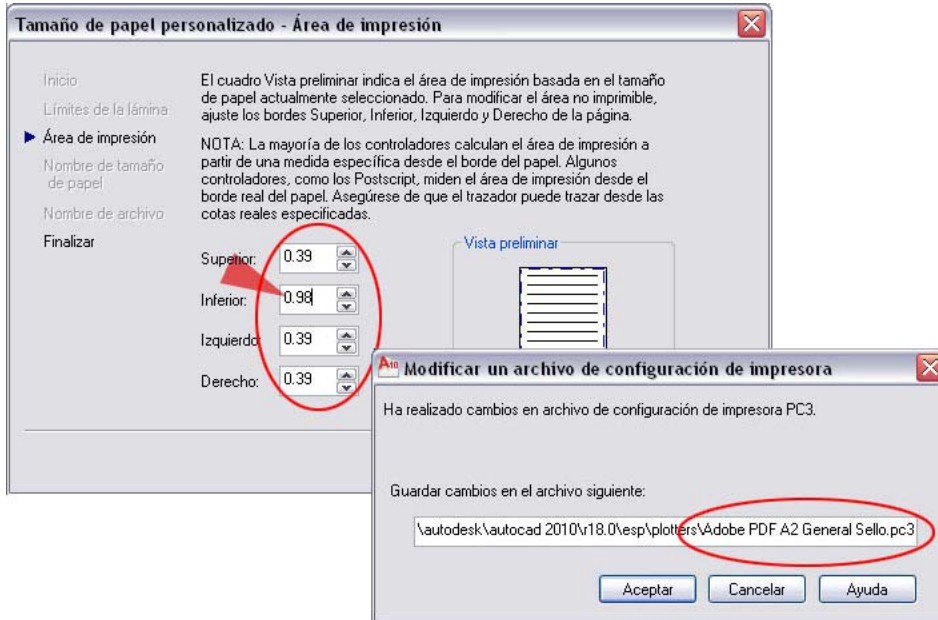 Tamaño de papel personalizado - Área de impresión
Inicio
Límites de la lámina
Área de impresión
Nombre de tamaño
de papel
Nombre de archivo
Finalizar
El cuadro Vista preliminar indica el área de impresión basada en el tamaño
de papel actualmente seleccionado. Para modificar el área no imprimible,
ajuste los bordes Superior, Inferior, Izquierdo y Derecho de la página.
NOTA: La mayoría de los controladores calculan el área de impresión a
partir de una medida específica desde el borde del papel. Algunos
controladores, como los Postscript, miden el área de impresión desde el
borde real del papel. Asegúrese de que el trazador puede trazar desde las
cotas reales especificadas.
Superior: 0.39
Inferior: 0.98
Izquierdo: 0.39
Derecho: 0.39
Vista preliminar
A10 Modificar un archivo de configuración de impresora
Ha realizado cambios en archivo de configuración de impresora PC3.
Guardar cambios en el archivo siguiente:
\autodesk\autocad 2010\r18.0\esp\plotters\Adobe PDF A2 General Sello.pc3
Aceptar
Cancelar
Ayuda